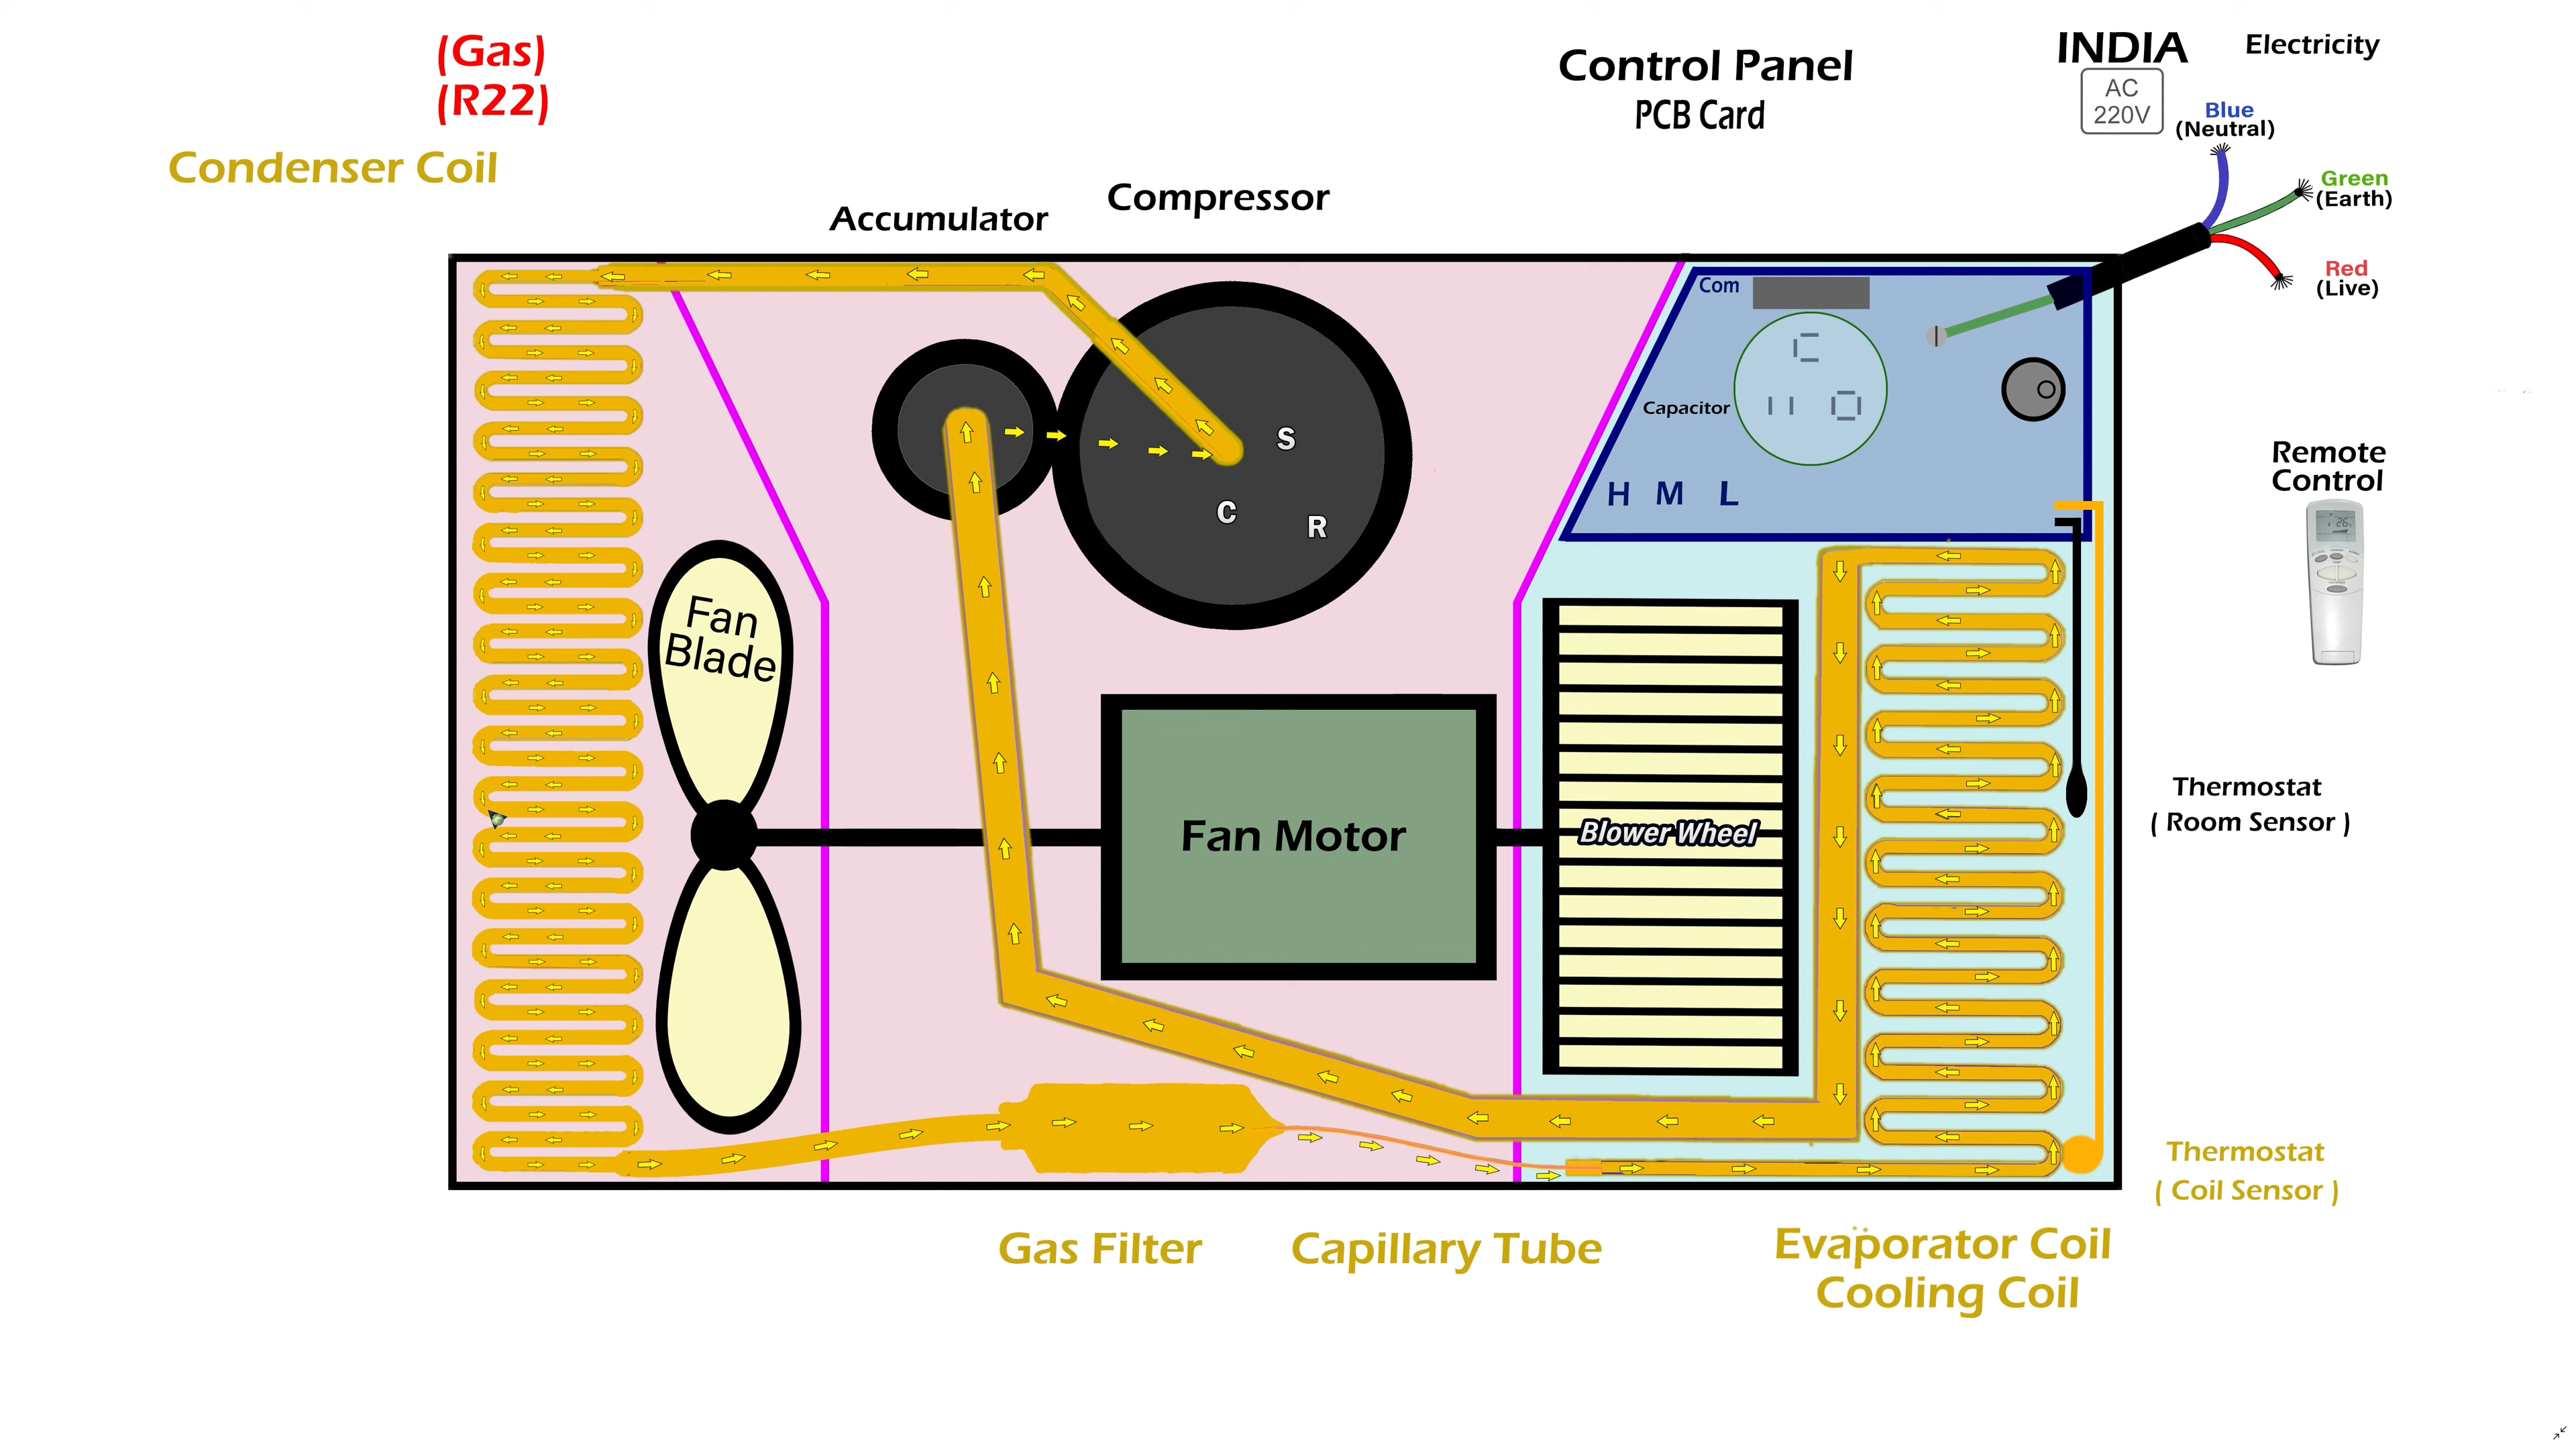 (Gas)
(R22)
Condenser Coil
Accumulator
Compressor
Control Panel
PCB Card
INDIA
Electricity
AC
220V
Blue
(Neutral)
Green
(Earth)
Red
(Live)
Com
Capacitor
H M L
S
C
R
Fan
Blade
Fan Motor
Blower Wheel
Remote
Control
26
Thermostat
( Room Sensor )
Thermostat
( Coil Sensor )
Gas Filter
Capillary Tube
Evaporator Coil
Cooling Coil